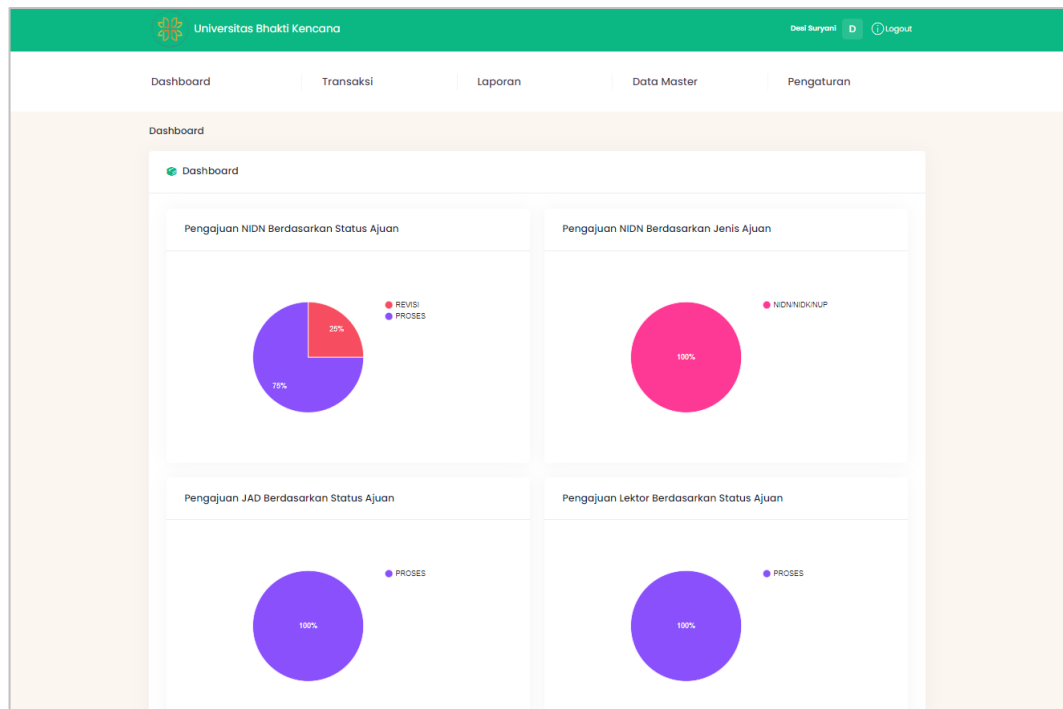 Universitas Bhakti Kencana
Desi Suryani D Logout
Dashboard Transaksi Laporan Data Master Pengaturan
Dashboard
Dashboard
Pengajuan NIDN Berdasarkan Status Ajuan
REVISI
PROSES
25%
75%
Pengajuan NIDN Berdasarkan Jenis Ajuan
NIDN/NIDK/NUP
100%
Pengajuan JAD Berdasarkan Status Ajuan
PROSES
100%
Pengajuan Lektor Berdasarkan Status Ajuan
PROSES
100%